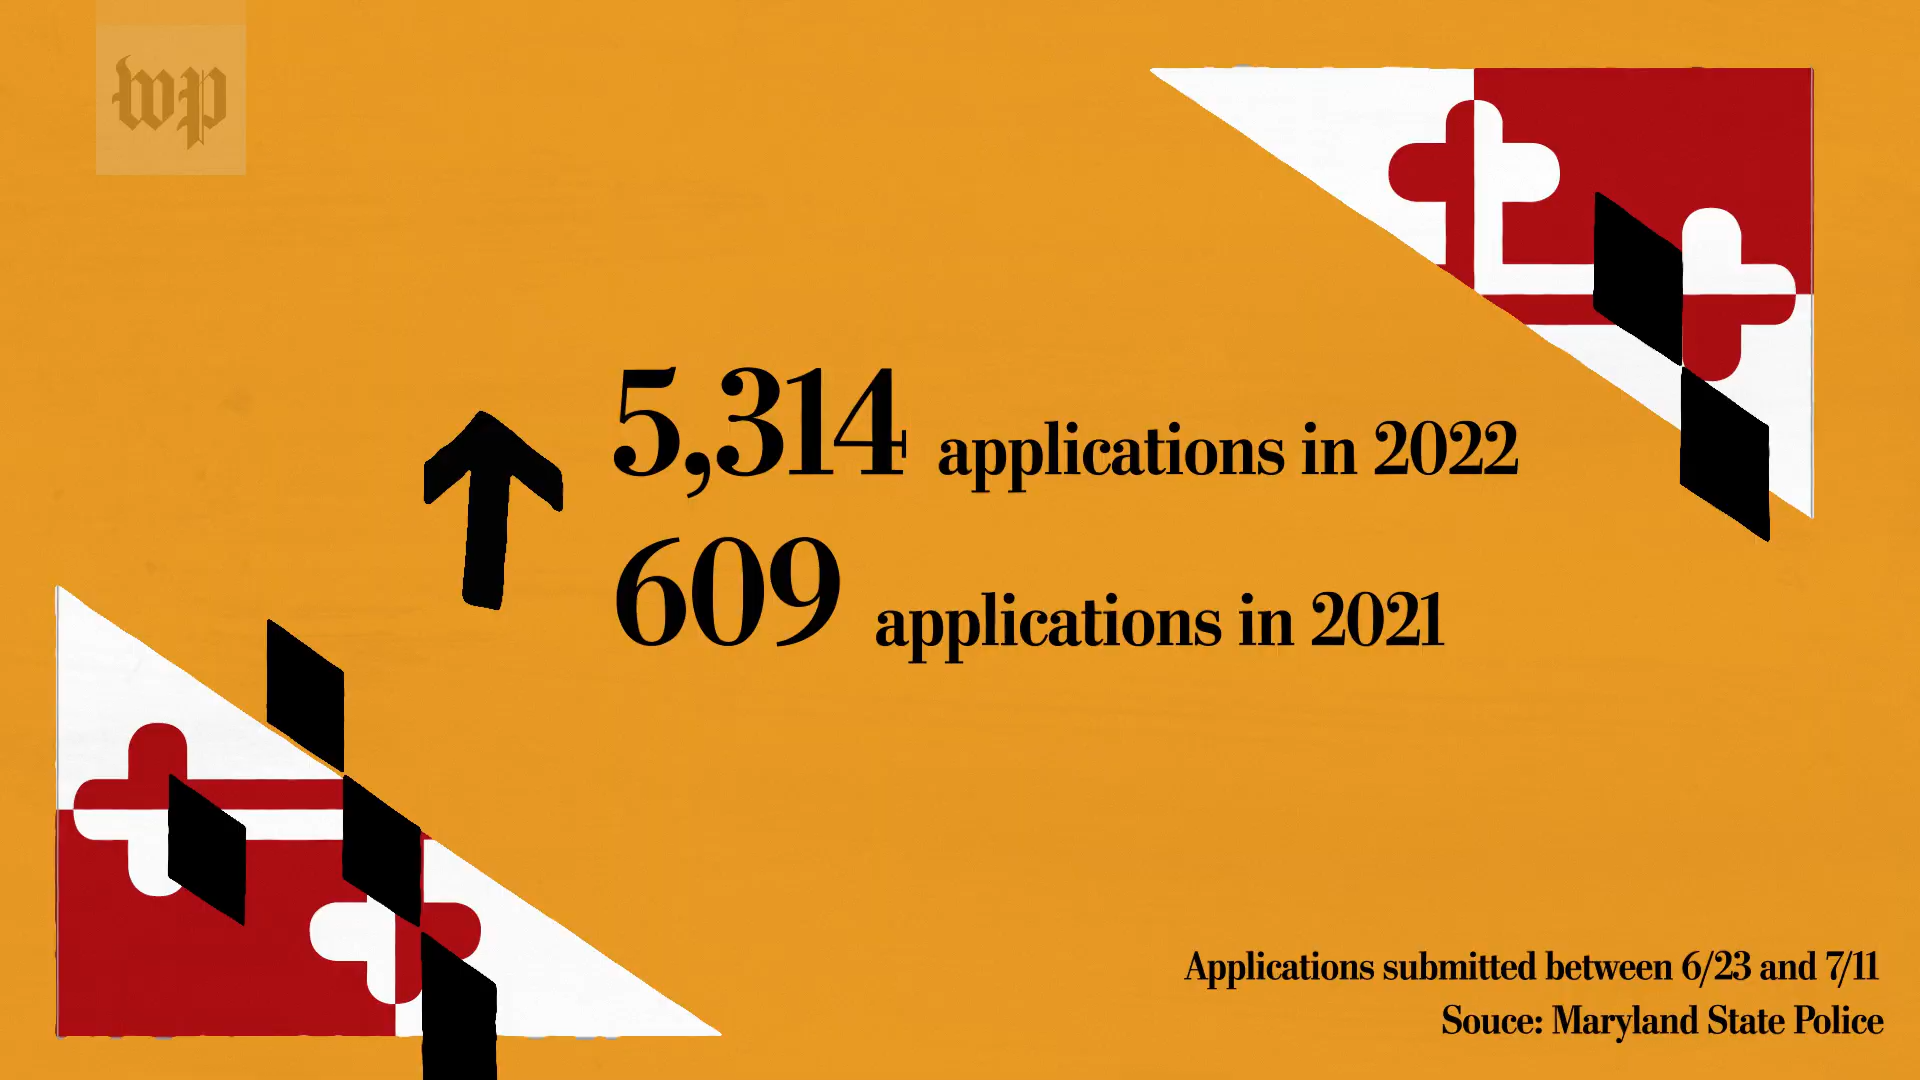 wp
5,314 applications in 2022
609 applications in 2021
Applications submitted between 6/23 and 7/11
Souce: Maryland State Police